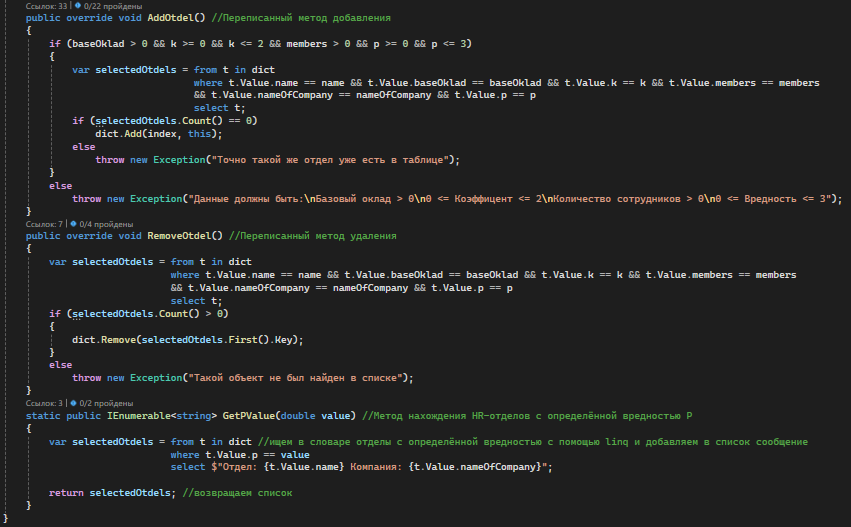 Ссылок: 33 | 0/22 пройдены
public override void AddOtdel() //Переписанный метод добавления
{
if (baseOklad > 0 && k >= 0 && k <= 2 && members > 0 && p >= 0 && p <= 3)
{
var selectedOtdels = from t in dict
where t.Value.name == name && t.Value.baseOklad == baseOklad && t.Value.k == k && t.Value.members == members
&& t.Value.nameOfCompany == nameOfCompany && t.Value.p == p
select t;
if (selectedOtdels.Count() == 0)
dict.Add(index, this);
else
throw new Exception("Точно такой же отдел уже есть в таблице");
}
else
throw new Exception("Данные должны быть:\nБазовый оклад > 0\n0 <= Коэффицент <= 2\nКоличество сотрудников > 0\n0 <= Вредность <= 3");
}
Ссылок: 7 | 0/4 пройдены
public override void RemoveOtdel() //Переписанный метод удаления
{
var selectedOtdels = from t in dict
where t.Value.name == name && t.Value.baseOklad == baseOklad && t.Value.k == k && t.Value.members == members
&& t.Value.nameOfCompany == nameOfCompany && t.Value.p == p
select t;
if (selectedOtdels.Count() > 0)
{
dict.Remove(selectedOtdels.First().Key);
}
else
throw new Exception("Такой объект не был найден в списке");
}
Ссылок: 3 | 0/2 пройдены
static public IEnumerable<string> GetPValue(double value) //Метод нахождения HR-отделов с определённой вредностью P
{
var selectedOtdels = from t in dict //ищем в словаре отделы с определённой вредностью с помощью linq и добавляем в список сообщение
where t.Value.p == value
select $"Отдел: {t.Value.name} Компания: {t.Value.nameOfCompany}";
return selectedOtdels; //возвращаем список
}
}